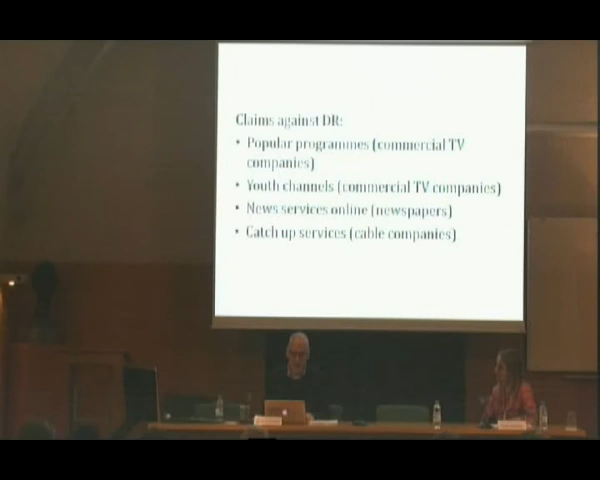 Claims against DR:
• Popular programmes (commercial TV
companies)
• Youth channels (commercial TV companies)
• News services online (newspapers)
• Catch up services (cable companies)